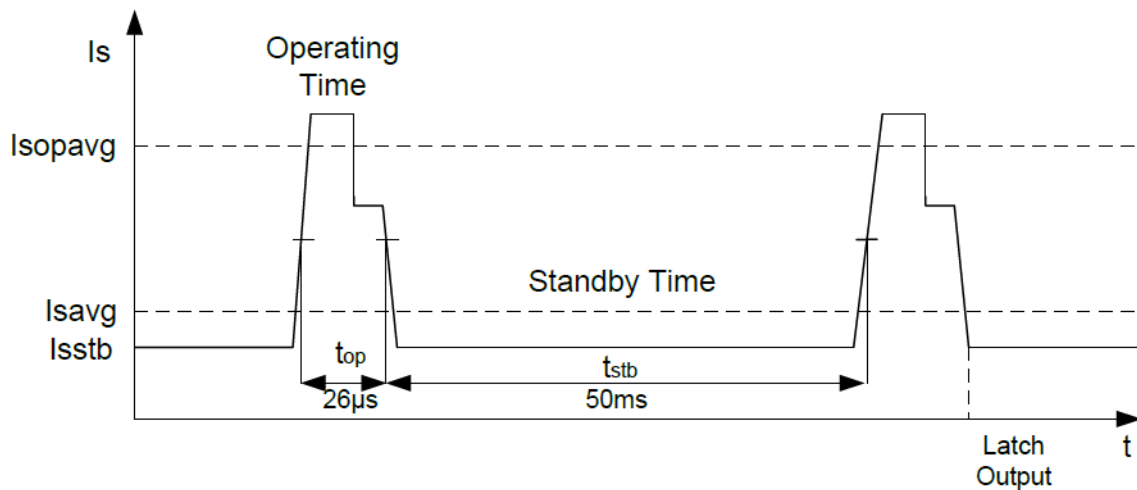 Is
Operating
Time
Isopavg
Standby Time
Isavg
Isstb
top
tstb
26µs
50ms
Latch
Output
t